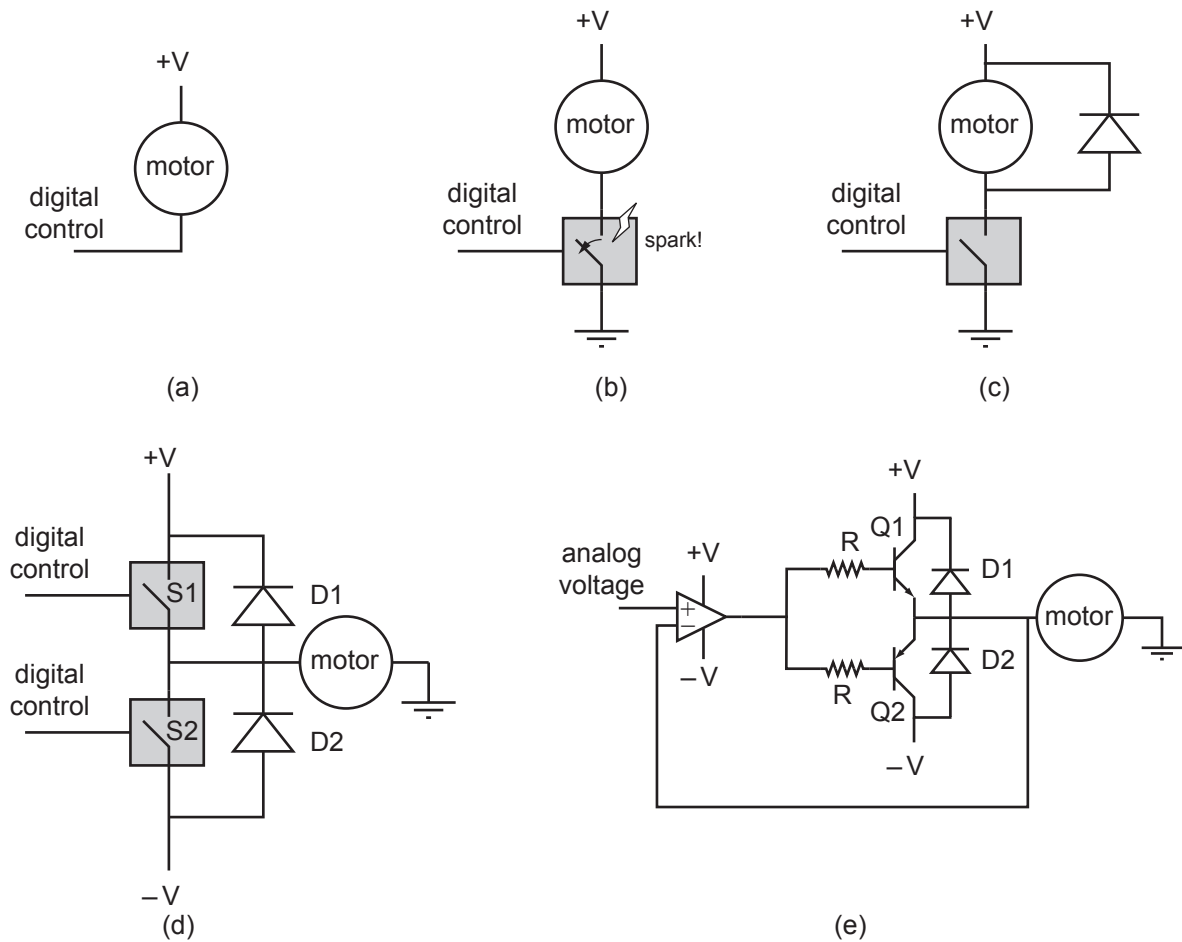 +V
motor
digital
control
(a)
+V
motor
digital
control
spark!
(b)
+V
motor
digital
control
(c)
+V
digital
control
S1
D1
motor
digital
control
S2
D2
–V
(d)
+V
Q1
R
analog
voltage
+V
D1
+
–
motor
–V
R
D2
Q2
–V
(e)